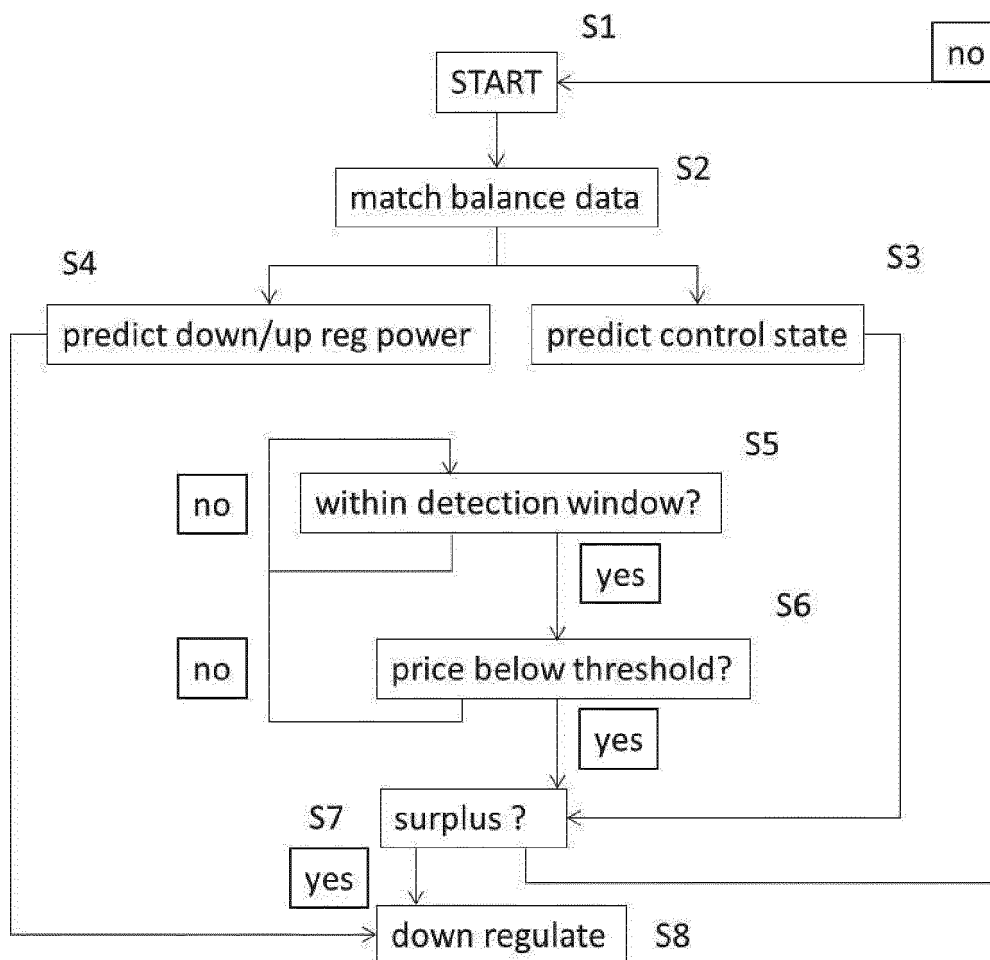 S1
no
START
S2
match balance data
S4
S3
predict down/up reg power
predict control state
S5
no
within detection window?
yes
S6
no
price below threshold?
yes
S7
surplus ?
yes
down regulate
S8